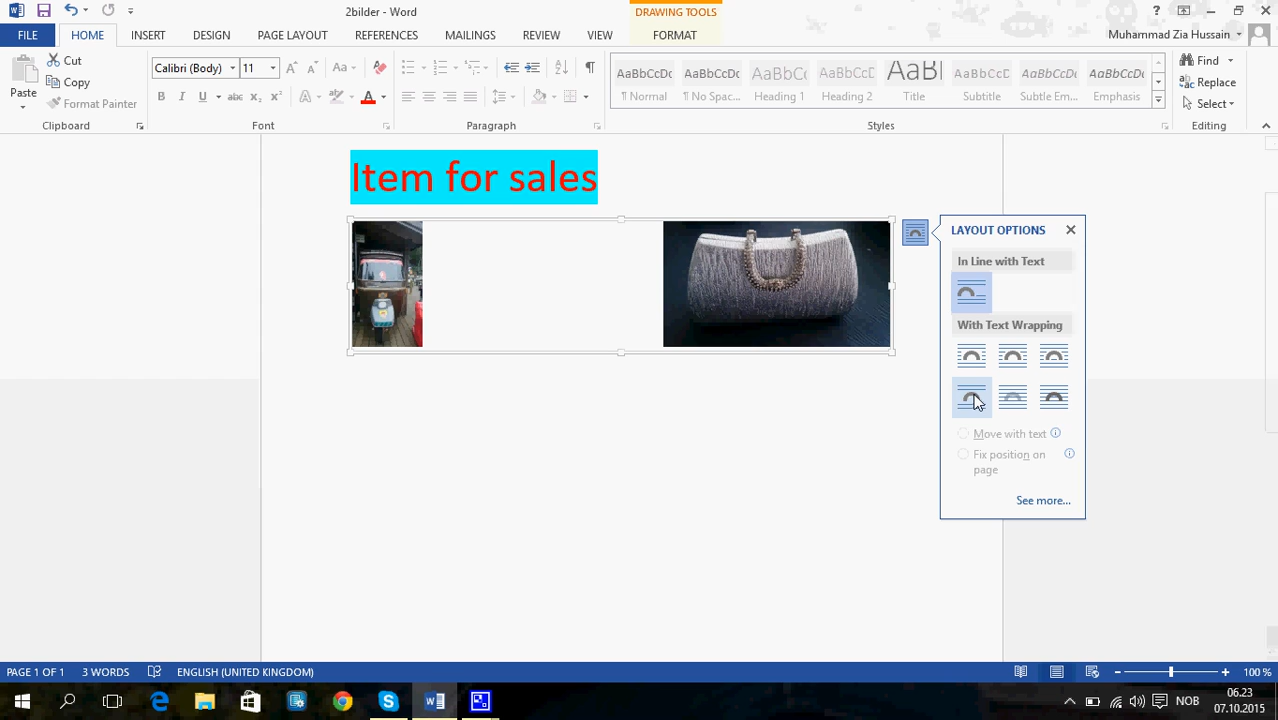 2bilder - Word
DRAWING TOOLS
?
FILE HOME INSERT DESIGN PAGE LAYOUT REFERENCES MAILINGS REVIEW VIEW FORMAT
Muhammad Zia Hussain
Paste
Cut
Copy
Format Painter
Clipboard
Calibri (Body) 11
Aa
B I U abc X₂ X²
A A
Font
Paragraph
AaBbCcDc AaBbCcDc AaBbCc AaBbCcD AaBl AaBbCcD AaBbCcDc AaBbCcDc
¶ Normal ¶ No Spac... Heading 1 Heading 2 Title Subtitle Subtle Em... Emphasis
Styles
Find
Replace
Select
Editing
Item for sales
LAYOUT OPTIONS
In Line with Text
With Text Wrapping
Move with text
Fix position on
page
See more...
PAGE 1 OF 1 3 WORDS ENGLISH (UNITED KINGDOM) 100 %
NOB
06.23
07.10.2015